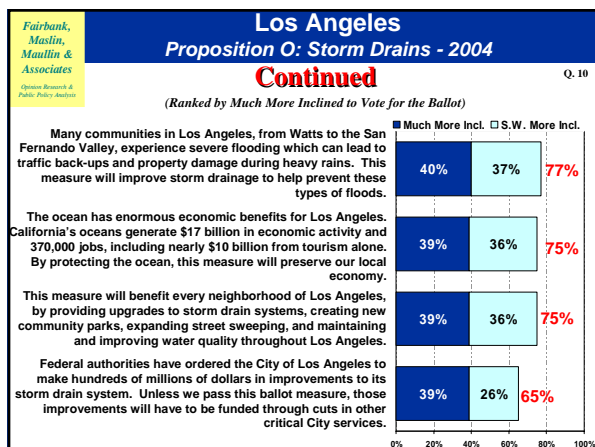 Fairbank,
Maslin,
Maullin &
Associates
Opinion Research &
Public Policy Analysis
Los Angeles
Proposition O: Storm Drains - 2004
Continued
Q. 10
(Ranked by Much More Inclined to Vote for the Ballot)
Much More Incl. S.W. More Incl.
Many communities in Los Angeles, from Watts to the San
Fernando Valley, experience severe flooding which can lead to
traffic back-ups and property damage during heavy rains. This
measure will improve storm drainage to help prevent these
types of floods.
40% 37% 77%
The ocean has enormous economic benefits for Los Angeles.
California's oceans generate $17 billion in economic activity and
370,000 jobs, including nearly $10 billion from tourism alone.
By protecting the ocean, this measure will preserve our local
economy.
39% 36% 75%
This measure will benefit every neighborhood of Los Angeles,
by providing upgrades to storm drain systems, creating new
community parks, expanding street sweeping, and maintaining
and improving water quality throughout Los Angeles.
39% 36% 75%
Federal authorities have ordered the City of Los Angeles to
make hundreds of millions of dollars in improvements to its
storm drain system. Unless we pass this ballot measure, those
improvements will have to be funded through cuts in other
critical City services.
39% 26% 65%
0% 20% 40% 60% 80% 100%